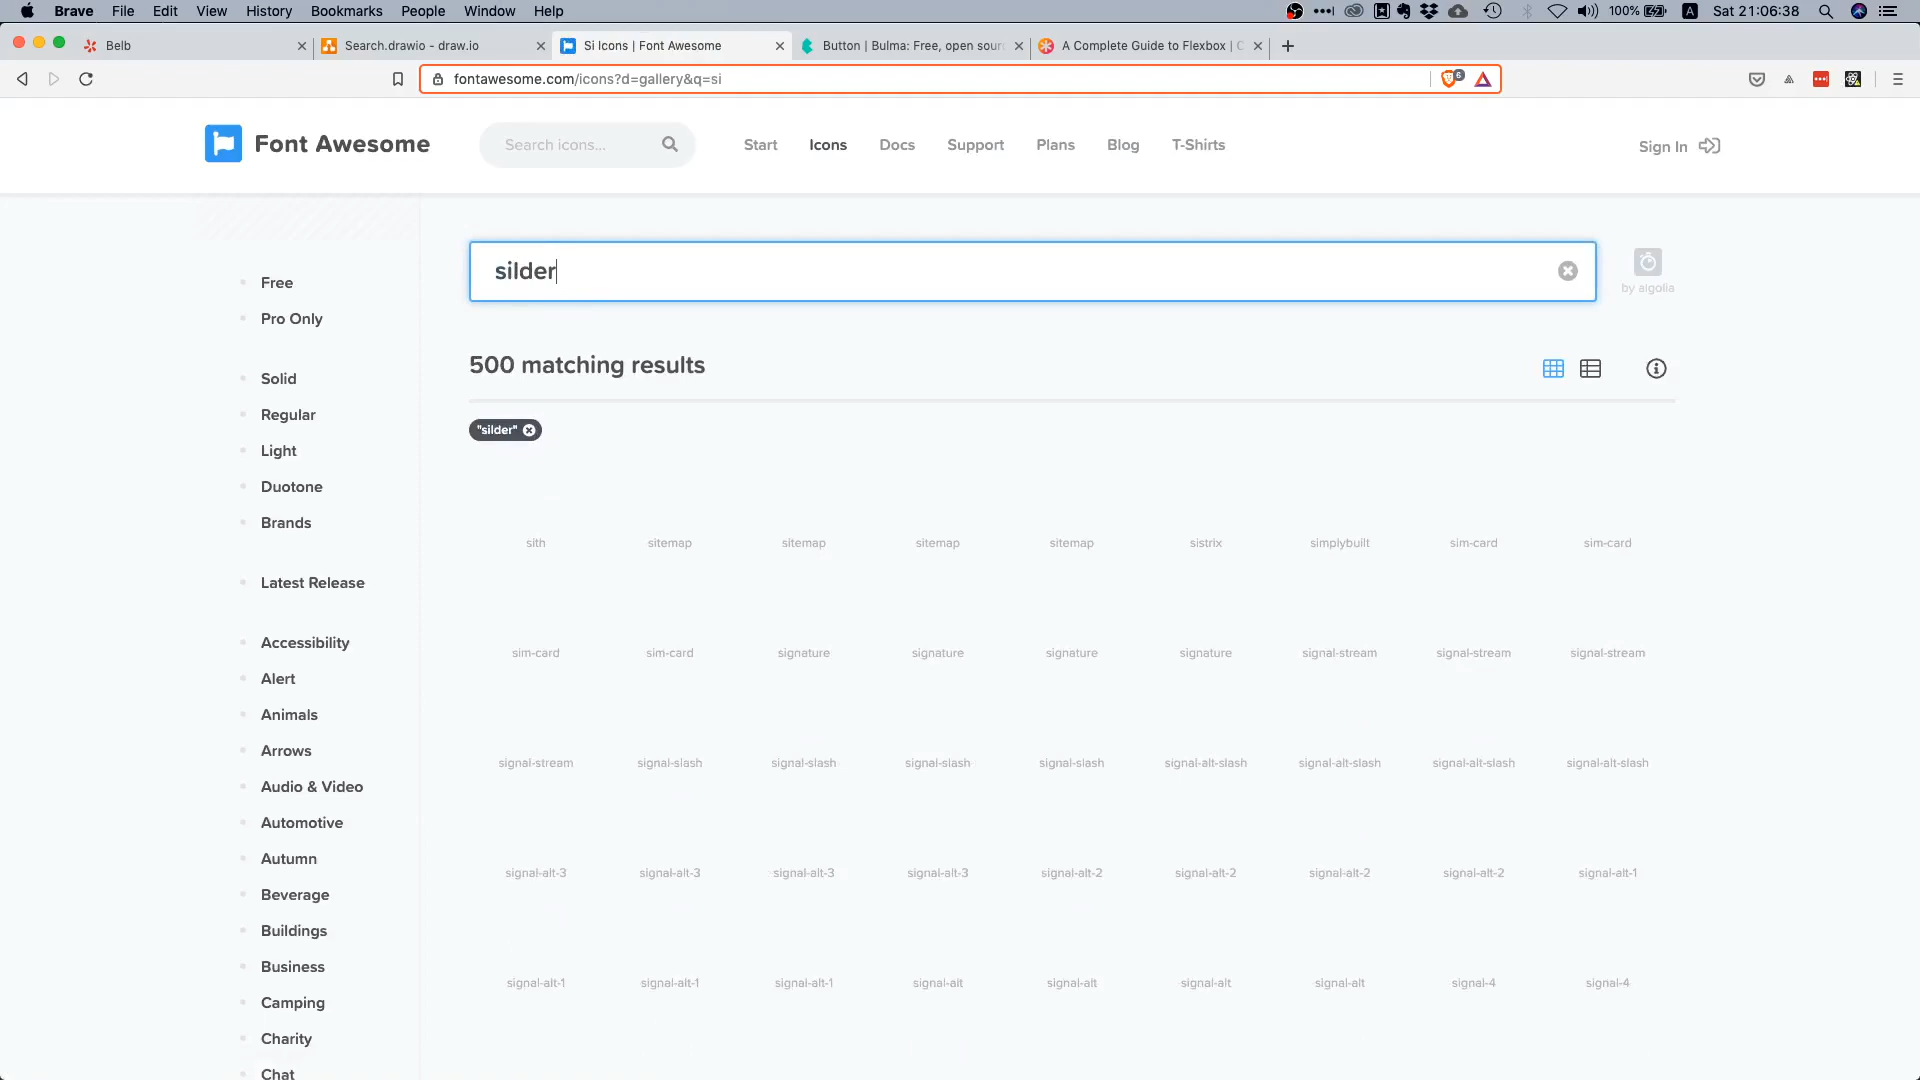 Brave File Edit View History Bookmarks People Window Help 100% A Sat 21:06:38
Belb Search.drawio - draw.io Si Icons | Font Awesome Button | Bulma: Free, open sour A Complete Guide to Flexbox | C
fontawesome.com/icons?d=gallery&q=si 6
Font Awesome Search icons... Start Icons Docs Support Plans Blog T-Shirts Sign In
silder
by algolia
500 matching results
"silder"
Free
Pro Only
Solid
Regular
Light
Duotone
Brands
Latest Release
Accessibility
Alert
Animals
Arrows
Audio & Video
Automotive
Autumn
Beverage
Buildings
Business
Camping
Charity
Chat
sith sitemap sitemap sitemap sitemap sistrix simplybuilt sim-card sim-card
sim-card sim-card signature signature signature signature signal-stream signal-stream signal-stream
signal-stream signal-slash signal-slash signal-slash signal-slash signal-alt-slash signal-alt-slash signal-alt-slash signal-alt-slash
signal-alt-3 signal-alt-3 signal-alt-3 signal-alt-3 signal-alt-2 signal-alt-2 signal-alt-2 signal-alt-2 signal-alt-1
signal-alt-1 signal-alt-1 signal-alt-1 signal-alt signal-alt signal-alt signal-alt signal-4 signal-4